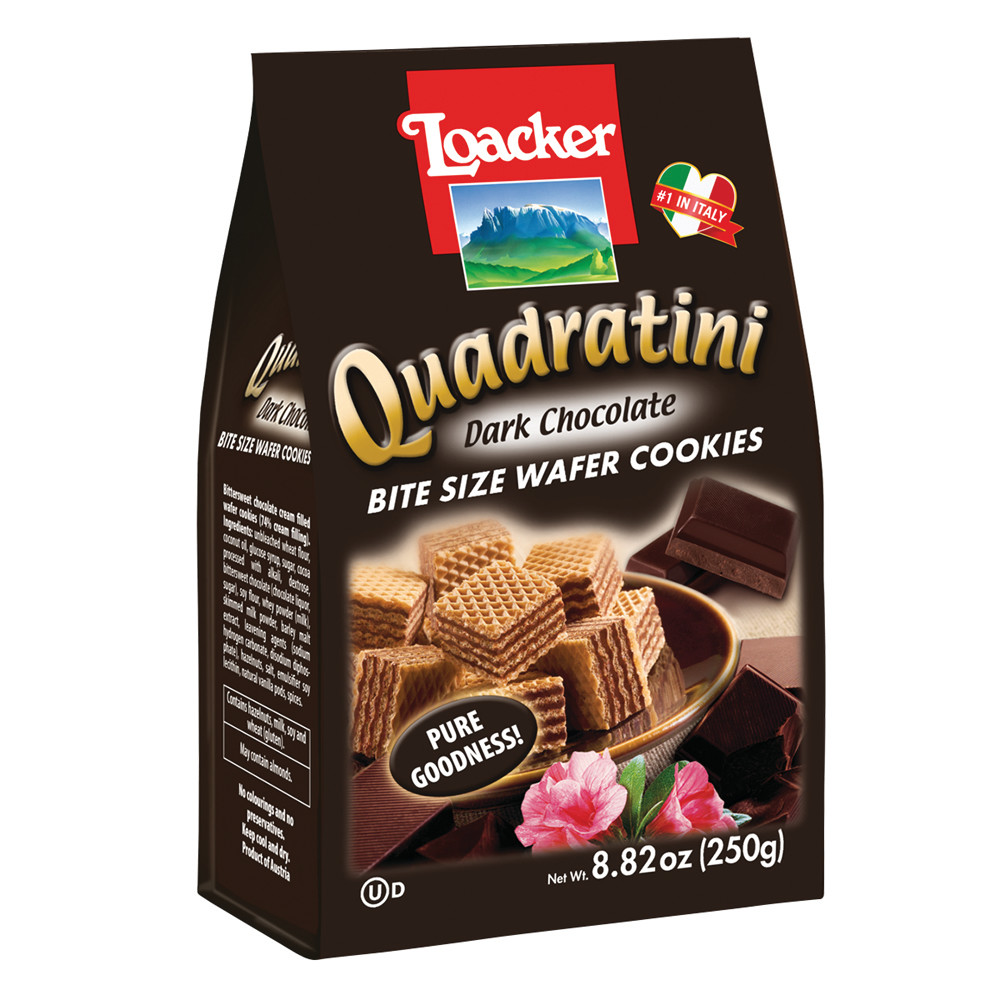 Loacker
#1 IN ITALY
Quadratini
Dark Chocolate
BITE SIZE WAFER COOKIES
PURE
GOODNESS!
Net Wt. 8.82oz (250g)
U D
Quadra
Dark Choco
BITE SIZE WAFER COOKIES
Bittersweet chocolate cream filled
wafer cookies (74% cream filling).
Ingredients: unbleached wheat flour,
coconut oil, glucose syrup, sugar, cocoa
processed with alkali, dextrose,
bittersweet chocolate (chocolate liquor,
sugar), soy flour, whey powder (milk),
skimmed milk powder, barley malt
extract, leavening agents (sodium
hydrogen carbonate, disodium diphos-
phate), hazelnuts, salt, emulsifier soy
lecithin, natural vanilla pods, spices.
Contains hazelnuts, milk, soy and
wheat (gluten).
May contain almonds.
No colourings and no
preservatives.
Keep cool and dry.
Product of Austria